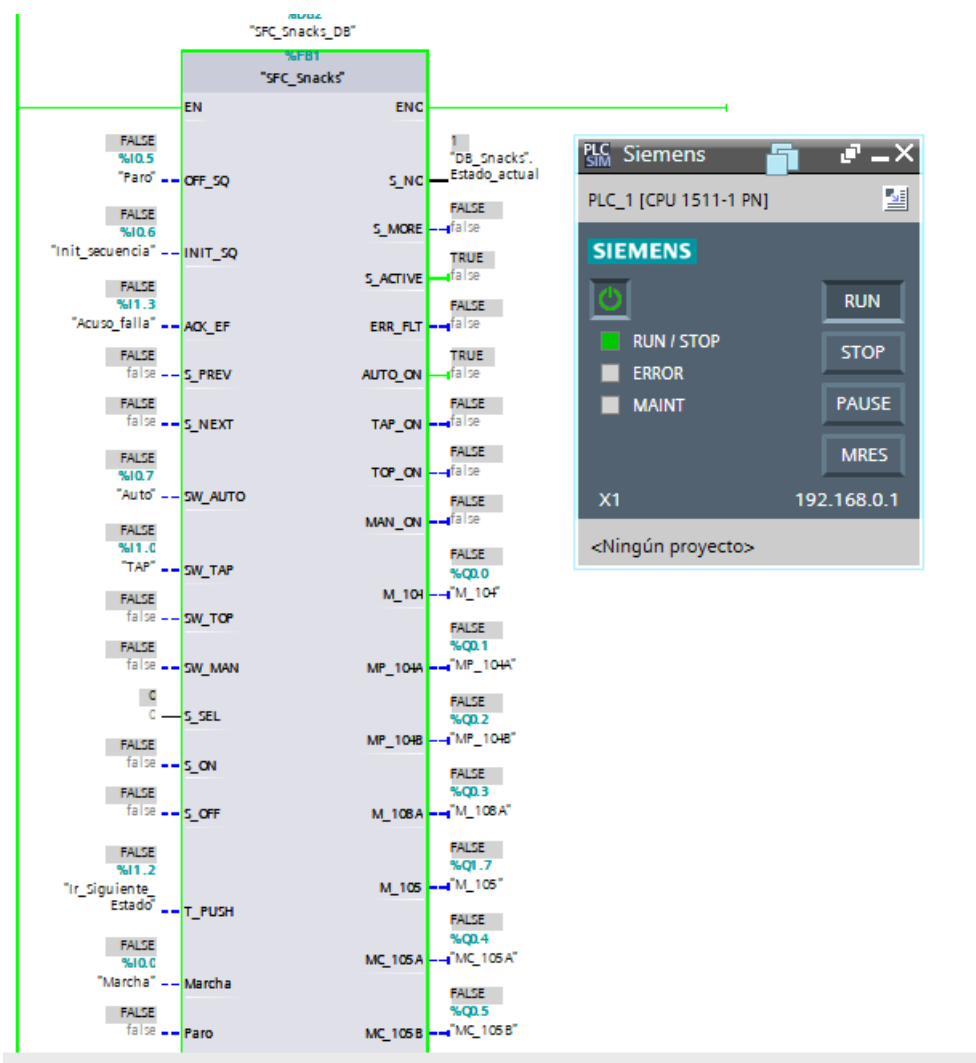 %DB2
"SFC_Snacks_DB"
%FB1
"SFC_Snacks"
EN
ENO
FALSE
%I0.5
"Paro"
OFF_SQ
FALSE
%I0.6
"Init_secuencia"
INIT_SQ
FALSE
%I1.3
"Acuso_falla"
ACK_EF
FALSE
false
S_PREV
FALSE
false
S_NEXT
FALSE
%I0.7
"Auto"
SW_AUTO
FALSE
%I1.0
"TAP"
SW_TAP
FALSE
false
SW_TOP
FALSE
false
SW_MAN
0
0
S_SEL
FALSE
false
S_ON
FALSE
false
S_OFF
FALSE
%I1.2
"Ir_Siguiente_
Estado"
T_PUSH
FALSE
%I0.0
"Marcha"
Marcha
FALSE
false
Paro
1
"DB_Snacks".
S_NO
Estado_actual
FALSE
S_MORE
false
TRUE
S_ACTIVE
false
FALSE
ERR_FLT
false
TRUE
AUTO_ON
false
FALSE
TAP_ON
false
FALSE
TOP_ON
false
FALSE
MAN_ON
false
FALSE
%Q0.0
M_104
"M_104"
FALSE
%Q0.1
MP_104A
"MP_104A"
FALSE
%Q0.2
MP_104B
"MP_104B"
FALSE
%Q0.3
M_108A
"M_108A"
FALSE
%Q1.7
M_105
"M_105"
FALSE
%Q0.4
MC_105A
"MC_105A"
FALSE
%Q0.5
MC_105B
"MC_105B"
PLC
SIM
Siemens
PLC_1 [CPU 1511-1 PN]
SIEMENS
RUN
RUN / STOP
STOP
ERROR
MAINT
PAUSE
MRES
X1
192.168.0.1
<Ningún proyecto>